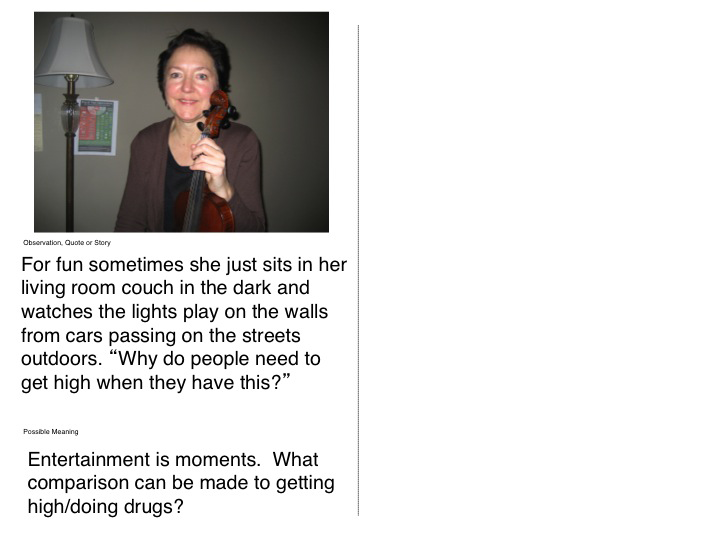 Observation, Quote or Story
For fun sometimes she just sits in her
living room couch in the dark and
watches the lights play on the walls
from cars passing on the streets
outdoors. “Why do people need to
get high when they have this?”
Possible Meaning
Entertainment is moments.  What
comparison can be made to getting
high/doing drugs?